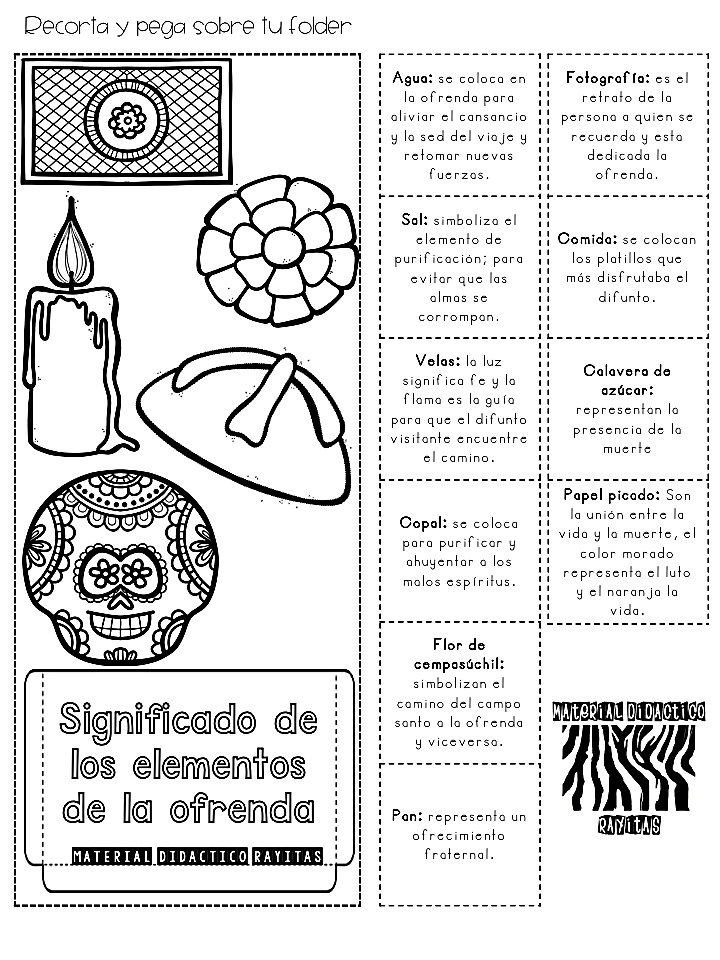 Recorta y pega sobre tu folder
Significado de
los elementos
de la ofrenda
MATERIAL DIDACTICO RAYITAS
Agua: se coloca en
la ofrenda para
aliviar el cansancio
y la sed del viaje y
retomar nuevas
fuerzas.
Sal: simboliza el
elemento de
purificación; para
evitar que las
almas se
corrompan.
Velas: la luz
significa fe y la
flama es la guía
para que el difunto
visitante encuentre
el camino.
Copal: se coloca
para purificar y
ahuyentar a los
malos espíritus.
Flor de
cempasúchil:
simbolizan el
camino del campo
santo a la ofrenda
y viceversa.
Pan: representa un
ofrecimiento
fraternal.
Fotografía: es el
retrato de la
persona a quien se
recuerda y esta
dedicada la
ofrenda.
Comida: se colocan
los platillos que
más disfrutaba el
difunto.
Calavera de
azúcar:
representan la
presencia de la
muerte
Papel picado: Son
la unión entre la
vida y la muerte, el
color morado
representa el luto
y el naranja la
vida.
MATERIAL DIDACTICO
RAYITAS